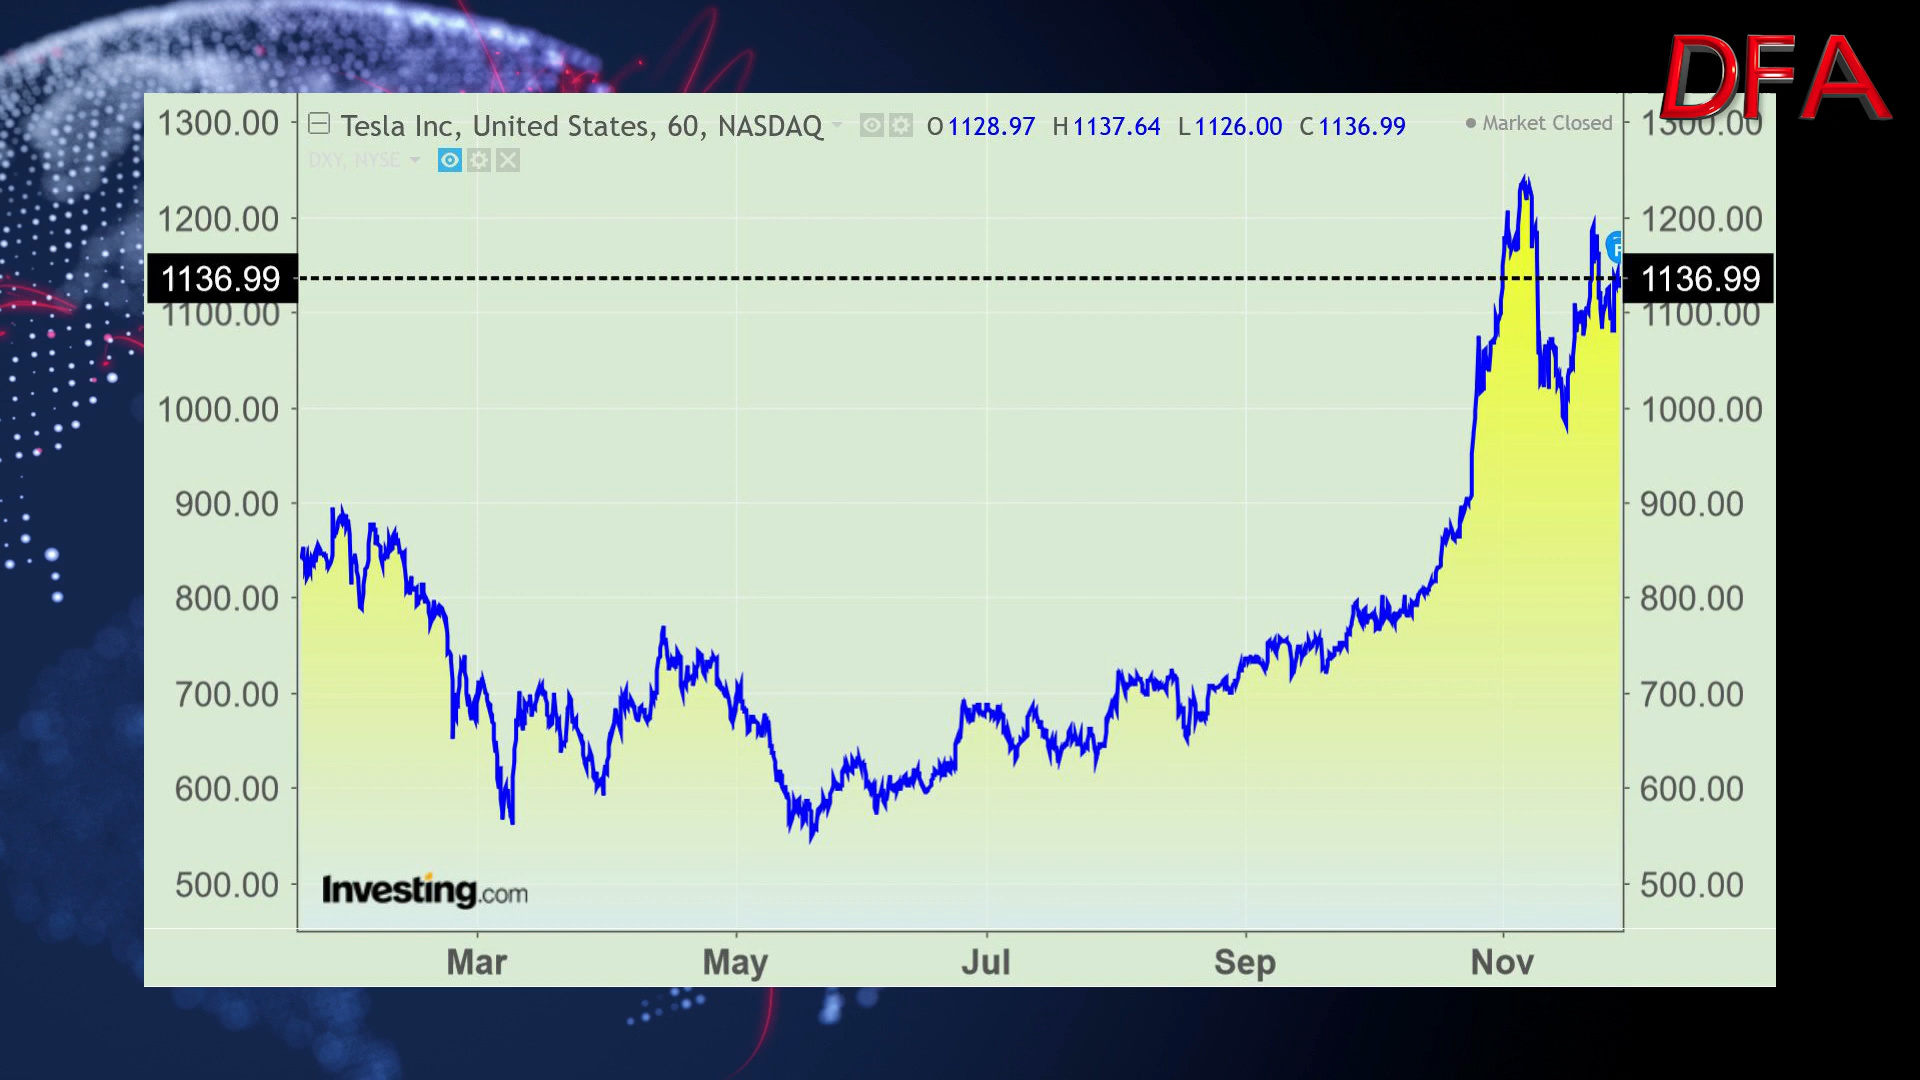 DFA
Tesla Inc, United States, 60, NASDAQ O 1128.97 H 1137.64 L 1126.00 C 1136.99 Market Closed
DXY, NYSE
1300.00 1300.00
1200.00 1200.00
1136.99 1136.99
1100.00 1100.00
1000.00 1000.00
900.00 900.00
800.00 800.00
700.00 700.00
600.00 600.00
500.00 500.00
Investing.com
Mar May Jul Sep Nov